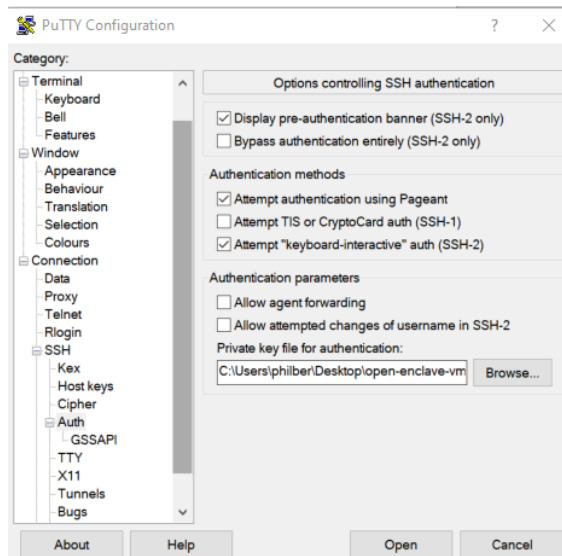 PuTTY Configuration
?
Category:
Terminal
Keyboard
Bell
Features
Window
Appearance
Behaviour
Translation
Selection
Colours
Connection
Data
Proxy
Telnet
Rlogin
SSH
Kex
Host keys
Cipher
Auth
GSSAPI
TTY
X11
Tunnels
Bugs
Options controlling SSH authentication
Display pre-authentication banner (SSH-2 only)
Bypass authentication entirely (SSH-2 only)
Authentication methods
Attempt authentication using Pageant
Attempt TIS or CryptoCard auth (SSH-1)
Attempt "keyboard-interactive" auth (SSH-2)
Authentication parameters
Allow agent forwarding
Allow attempted changes of username in SSH-2
Private key file for authentication:
C:\Users\philber\Desktop\open-enclave-vm
Browse...
About
Help
Open
Cancel